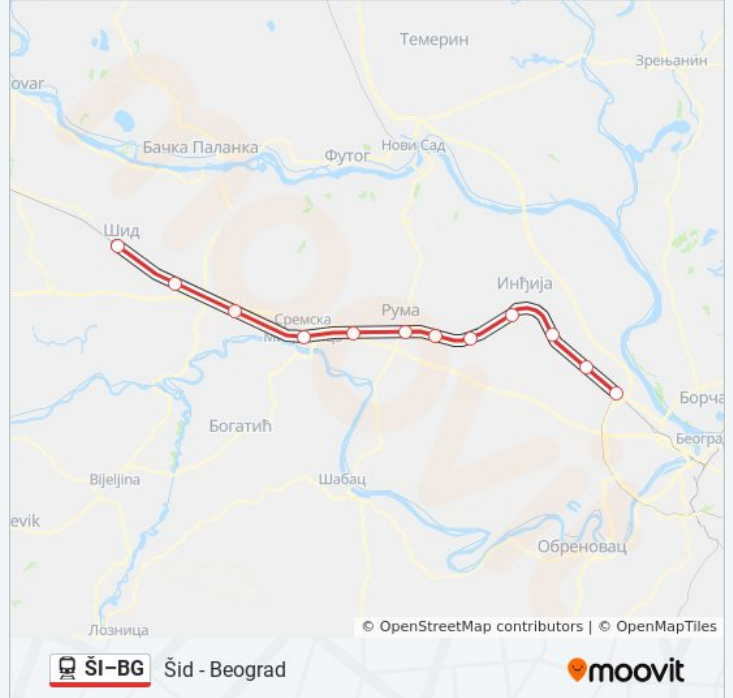 Темерин
Зрењанин
ovar
Бачка Паланка
Футог
Нови Сад
Шид
Инђија
Рума
Сремска
Борча
Богатић
Београ
Bijeljina
Шабац
evik
Обреновац
Лозница
moovit
© OpenStreetMap contributors | © OpenMapTiles
ŠI–BG Šid - Beograd
moovit